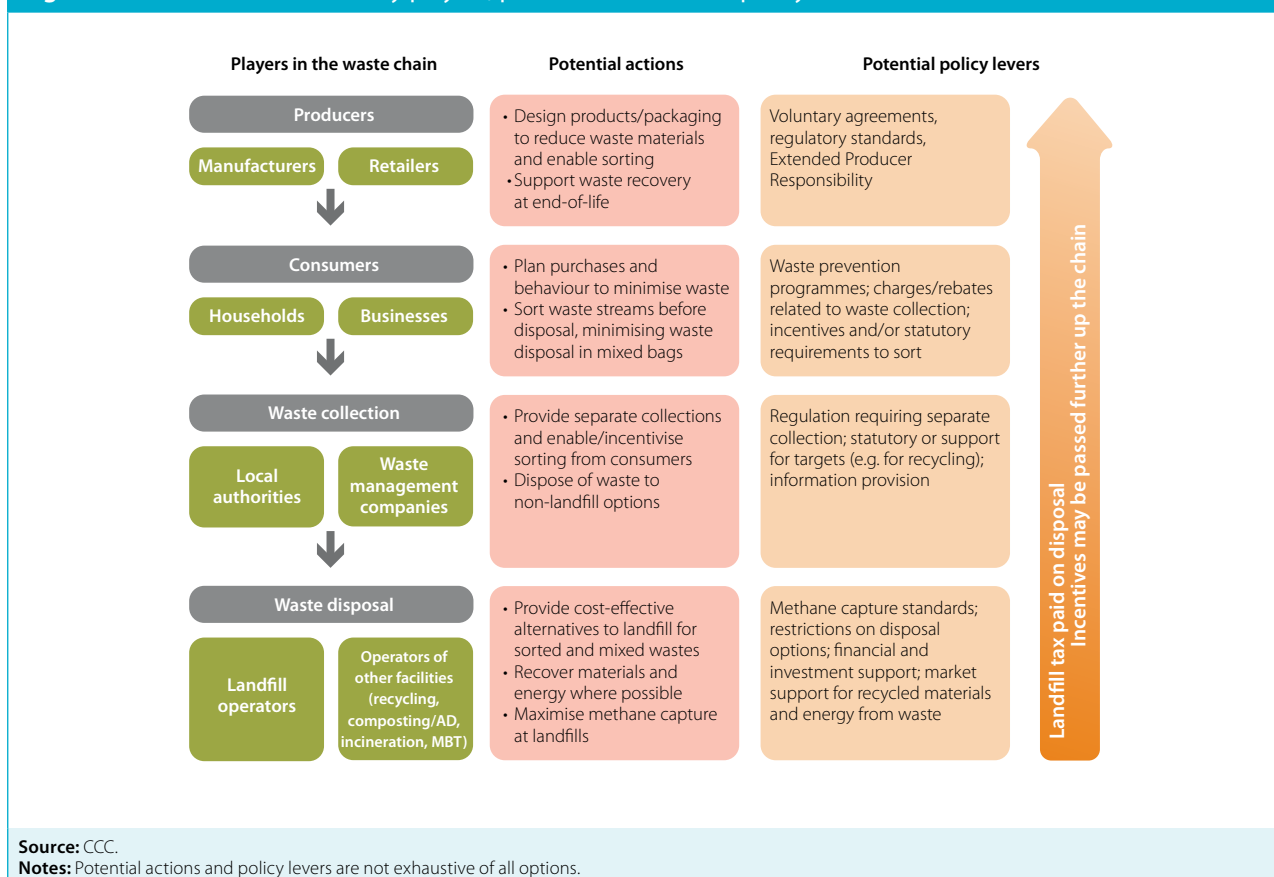 Players in the waste chain
Potential actions
Potential policy levers
Producers
Manufacturers
Retailers
• Design products/packaging
to reduce waste materials
and enable sorting
• Support waste recovery
at end-of-life
Voluntary agreements,
regulatory standards,
Extended Producer
Responsibility
Consumers
Households
Businesses
• Plan purchases and
behaviour to minimise waste
• Sort waste streams before
disposal, minimising waste
disposal in mixed bags
Waste prevention
programmes; charges/rebates
related to waste collection;
incentives and/or statutory
requirements to sort
Waste collection
Local
authorities
Waste
management
companies
• Provide separate collections
and enable/incentivise
sorting from consumers
• Dispose of waste to
non-landfill options
Regulation requiring separate
collection; statutory or support
for targets (e.g. for recycling);
information provision
Waste disposal
Landfill
operators
Operators of
other facilities
(recycling,
composting/AD,
incineration, MBT)
• Provide cost-effective
alternatives to landfill for
sorted and mixed wastes
• Recover materials and
energy where possible
• Maximise methane capture
at landfills
Methane capture standards;
restrictions on disposal
options; financial and
investment support; market
support for recycled materials
and energy from waste
Landfill tax paid on disposal
Incentives may be passed further up the chain
Source: CCC.
Notes: Potential actions and policy levers are not exhaustive of all options.